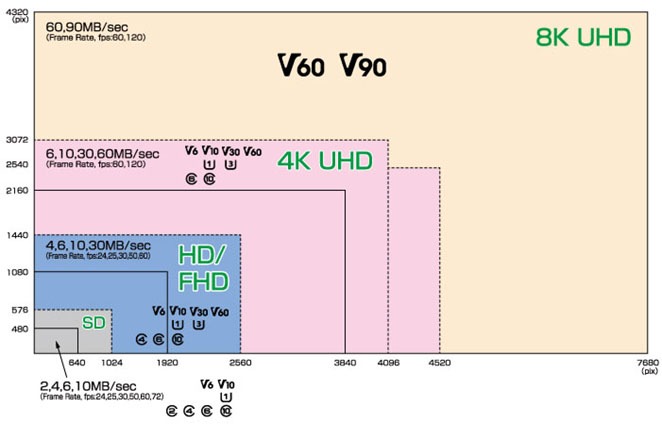 4320
(pix)
60,90MB/sec
(Frame Rate, fps:60,120)
8K UHD
V60 V90
3072
6,10,30,60MB/sec
(Frame Rate, fps:60,120)
V6 V10 V30 V60
1 3
6 10
4K UHD
2540
2160
1440
4,6,10,30MB/sec
(Frame Rate, fps:24,25,30,50,60)
HD/
FHD
1080
V6 V10 V30 V60
1 3
4 6 10
576
SD
480
640 1024 1920 2560 3840 4096 4520 7680
(pix)
2,4,6,10MB/sec
(Frame Rate, fps:24,25,30,50,60,72)
V6 V10
1
2 4 6 10